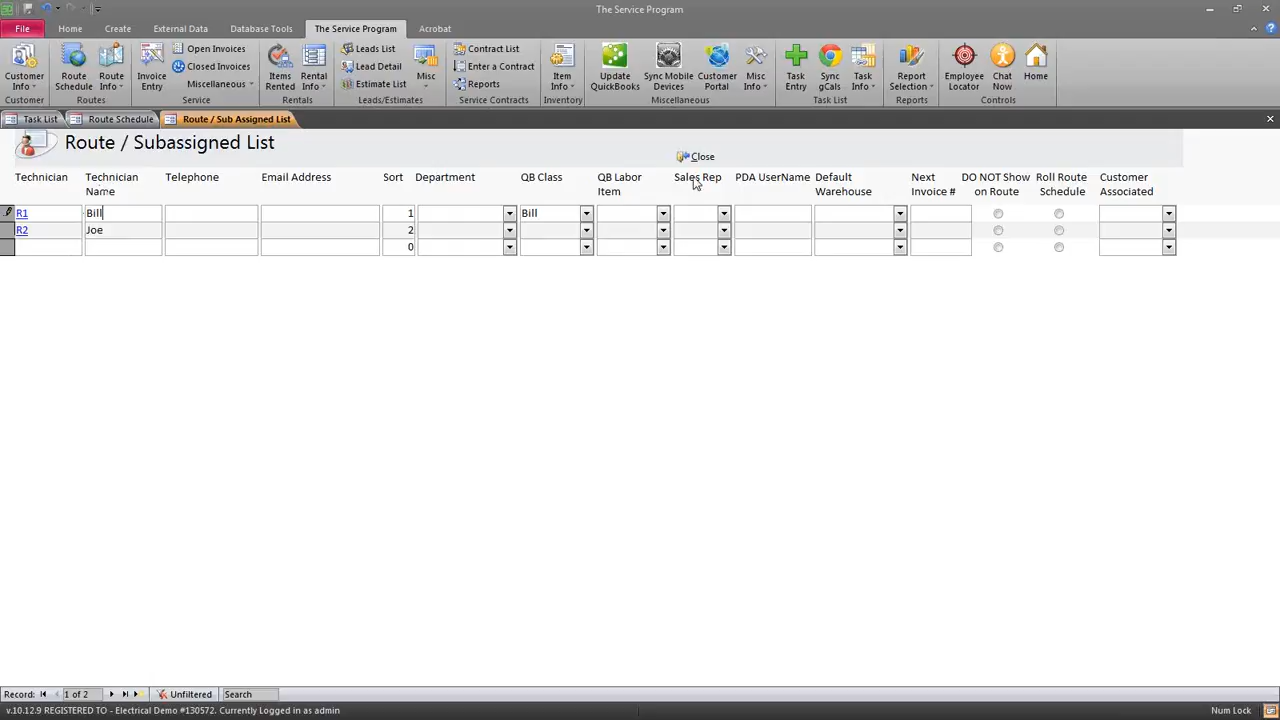 The Service Program
File Home Create External Data Database Tools The Service Program Acrobat
Customer Info
Route Schedule
Route Info
Invoice Entry
Open Invoices
Closed Invoices
Miscellaneous
Items Rented
Rental Info
Leads List
Lead Detail
Estimate List
Misc
Contract List
Enter a Contract
Reports
Item Info
Update QuickBooks
Sync Mobile Devices
Customer Portal
Misc Info
Task Entry
Sync gCals
Task Info
Report Selection
Employee Locator
Chat Now
Home
Customer Routes Service Rentals Leads/Estimates Service Contracts Inventory Miscellaneous Task List Reports Controls
Task List Route Schedule Route / Sub Assigned List
Route / Subassigned List
Close
Technician
Technician Name
Telephone
Email Address
Sort
Department
QB Class
QB Labor Item
Sales Rep
PDA UserName
Default Warehouse
Next Invoice #
DO NOT Show on Route
Roll Route Schedule
Customer Associated
R1 Bill 1 Bill
R2 Joe 2
0
Record: 1 of 2 Unfiltered Search
v.10.12.9 REGISTERED TO - Electrical Demo #130572. Currently Logged in as admin Num Lock